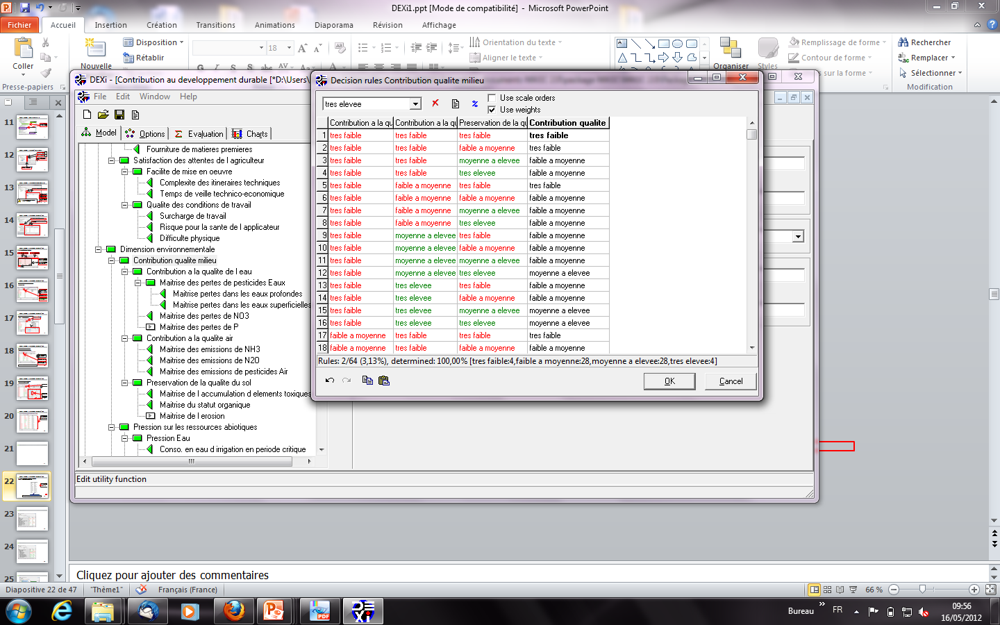 DEXi1.ppt [Mode de compatibilité] - Microsoft PowerPoint
Fichier Accueil Insertion Création Transitions Animations Diaporama Révision Affichage
Coller
Presse-papiers
Nouvelle
Disposition
Rétablir
18
Orientation du texte
Aligner le texte
Organiser
Styles
Remplissage de forme
Contour de forme
sur la forme
Rechercher
Remplacer
Sélectionner
Modification
DEXi - [Contribution au developpement durable [*D:\Users\
File Edit Window Help
Model Options Evaluation Charts
Fourniture de matieres premieres
Satisfaction des attentes de l agriculteur
Facilite de mise en oeuvre
Complexite des itineraires techniques
Temps de veille technico-economique
Qualite des conditions de travail
Surcharge de travail
Risque pour la sante de l applicateur
Difficulte physique
Dimension environnementale
Contribution qualite milieu
Contribution a la qualite de l eau
Maitrise des pertes de pesticides Eaux
Maitrise pertes dans les eaux profondes
Maitrise pertes dans les eaux superficielles
Maitrise des pertes de NO3
Maitrise des pertes de P
Contribution a la qualite air
Maitrise des emissions de NH3
Maitrise des emissions de N2O
Maitrise des emissions de pesticides Air
Preservation de la qualite du sol
Maitrise de l accumulation d elements toxiques
Maitrise du statut organique
Maitrise de l erosion
Pression sur les ressources abiotiques
Pression Eau
Conso. en eau d irrigation en periode critique
Edit utility function
Decision rules Contribution qualite milieu
tres elevee
%
Use scale orders
Use weights
Contribution a la qu Contribution a la qu Preservation de la qu Contribution qualite
1 tres faible tres faible tres faible tres faible
2 tres faible tres faible faible a moyenne tres faible
3 tres faible tres faible moyenne a elevee faible a moyenne
4 tres faible tres faible tres elevee faible a moyenne
5 tres faible faible a moyenne tres faible tres faible
6 tres faible faible a moyenne faible a moyenne faible a moyenne
7 tres faible faible a moyenne moyenne a elevee faible a moyenne
8 tres faible faible a moyenne tres elevee faible a moyenne
9 tres faible moyenne a elevee tres faible faible a moyenne
10 tres faible moyenne a elevee faible a moyenne faible a moyenne
11 tres faible moyenne a elevee moyenne a elevee faible a moyenne
12 tres faible moyenne a elevee tres elevee moyenne a elevee
13 tres faible tres elevee tres faible faible a moyenne
14 tres faible tres elevee faible a moyenne faible a moyenne
15 tres faible tres elevee moyenne a elevee moyenne a elevee
16 tres faible tres elevee tres elevee moyenne a elevee
17 faible a moyenne tres faible tres faible tres faible
18 faible a moyenne tres faible faible a moyenne faible a moyenne
Rules: 2/64 (3,13%), determined: 100,00% [tres faible:4,faible a moyenne:28,moyenne a elevee:28,tres elevee:4]
OK Cancel
11
12
13
14
15
16
17
18
19
20
21
22
23
24
25
Cliquez pour ajouter des commentaires
Diapositive 22 de 47 "Thème1" Français (France) 66 %
Bureau FR
09:56
16/05/2012